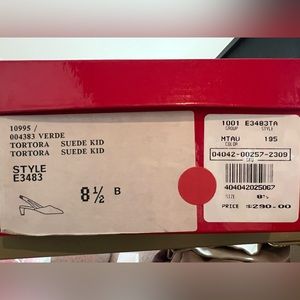 10995 /
004383 VERDE
TORTORA SUEDE KID
TORTORA SUEDE KID
STYLE
E3483
8 1/2 B
1001 E3483TA
GROUP STYLE
MTAU 195
COLOR
04042-00257-2309
SKU
404042025067
SIZE 8½
PRICE $290.00